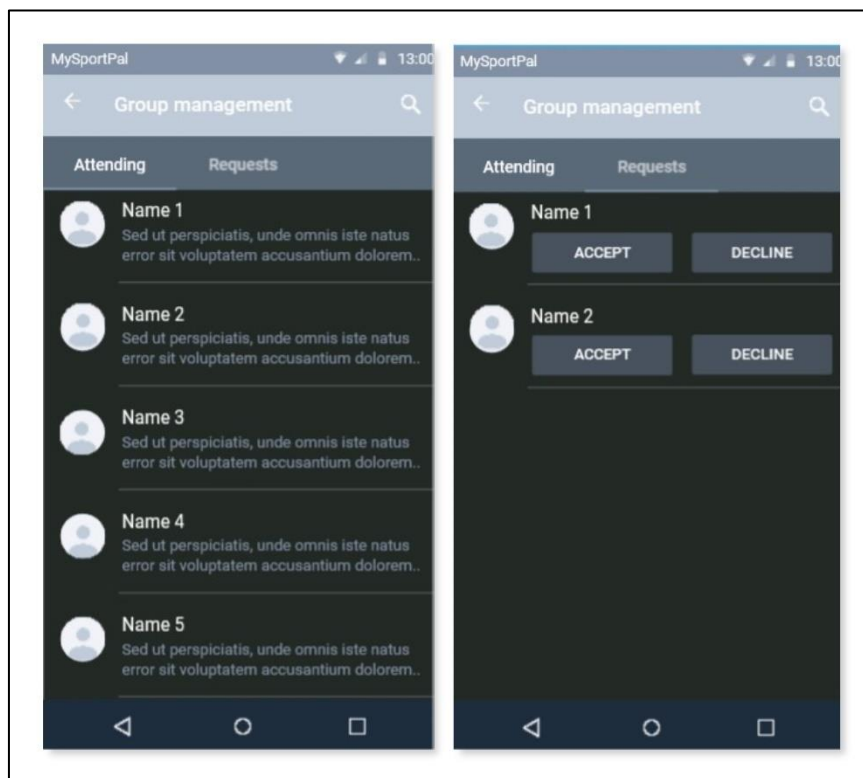 MySportPal 13:00
Group management
Attending Requests
Name 1
Sed ut perspiciatis, unde omnis iste natus
error sit voluptatem accusantium dolorem..
Name 2
Sed ut perspiciatis, unde omnis iste natus
error sit voluptatem accusantium dolorem..
Name 3
Sed ut perspiciatis, unde omnis iste natus
error sit voluptatem accusantium dolorem..
Name 4
Sed ut perspiciatis, unde omnis iste natus
error sit voluptatem accusantium dolorem..
Name 5
Sed ut perspiciatis, unde omnis iste natus
error sit voluptatem accusantium dolorem..
MySportPal 13:00
Group management
Attending Requests
Name 1
ACCEPT DECLINE
Name 2
ACCEPT DECLINE